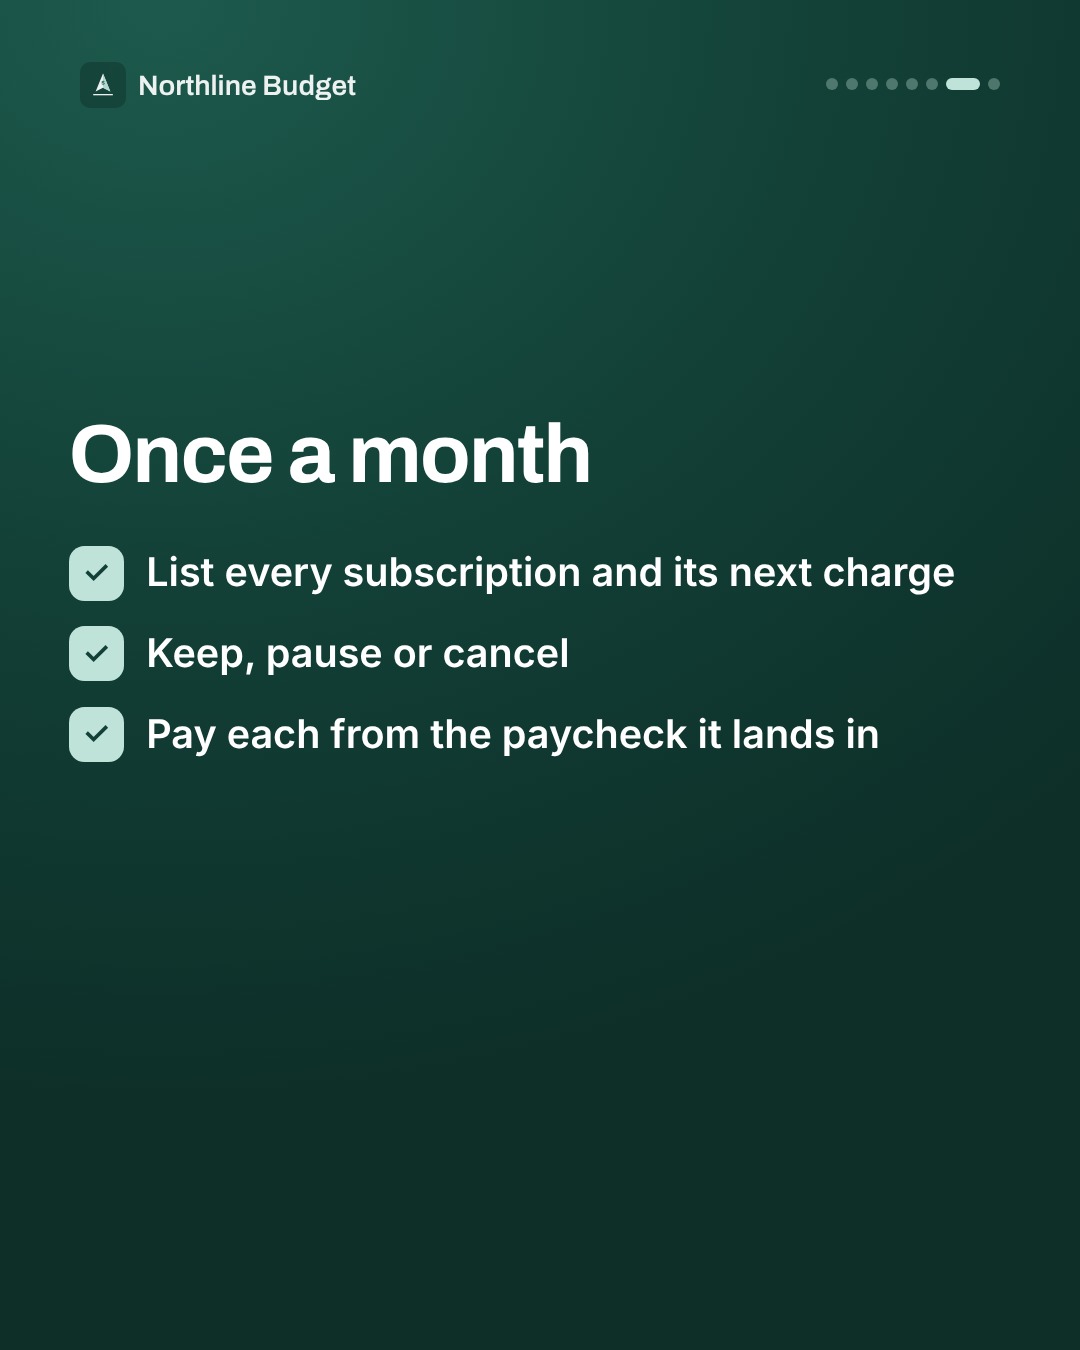 Northline Budget
Once a month
List every subscription and its next charge
Keep, pause or cancel
Pay each from the paycheck it lands in